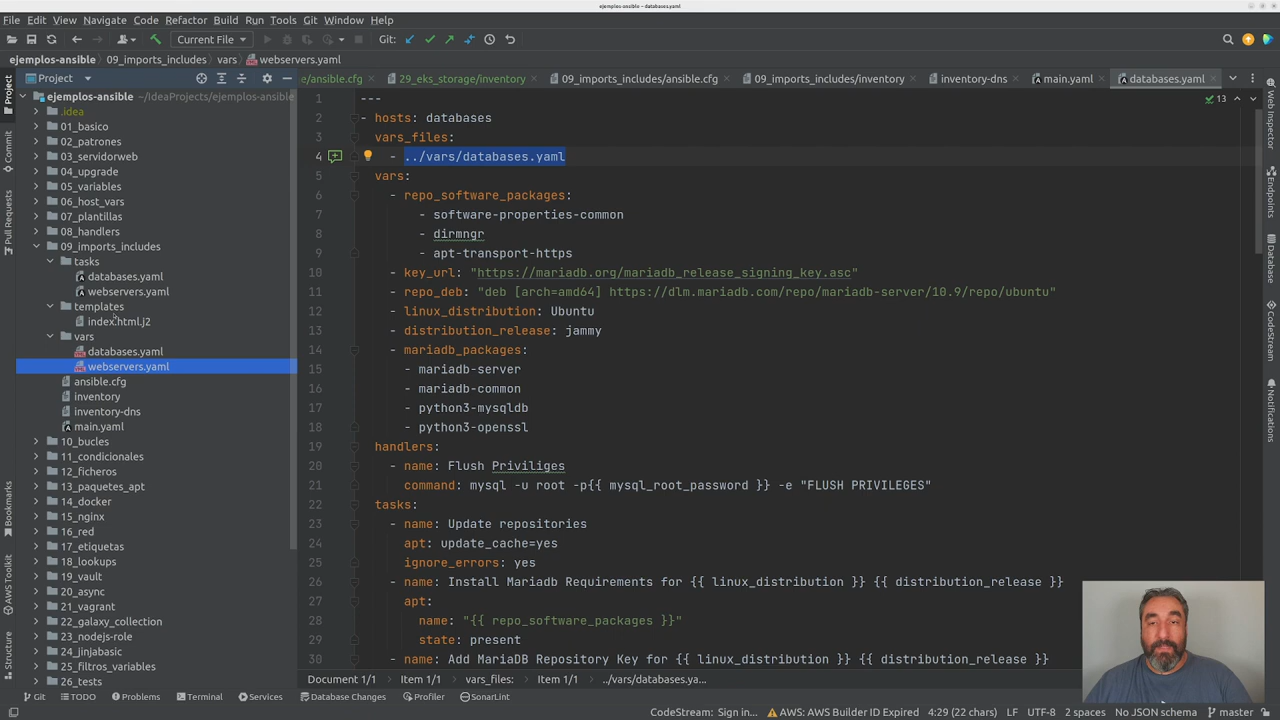 ejemplos-ansible – databases.yaml
File Edit View Navigate Code Refactor Build Run Tools Git Window Help
Current File Git:
ejemplos-ansible 09_imports_includes vars webservers.yaml
Project
e/ansible.cfg 29_eks_storage/inventory 09_imports_includes/ansible.cfg 09_imports_includes/inventory inventory-dns main.yaml databases.yaml
ejemplos-ansible ~/IdeaProjects/ejemplos-ansible
.idea
01_basico
02_patrones
03_servidorweb
04_upgrade
05_variables
06_host_vars
07_plantillas
08_handlers
09_imports_includes
tasks
databases.yaml
webservers.yaml
templates
index.html.j2
vars
databases.yaml
webservers.yaml
ansible.cfg
inventory
inventory-dns
main.yaml
10_bucles
11_condicionales
12_ficheros
13_paquetes_apt
14_docker
15_nginx
16_red
17_etiquetas
18_lookups
19_vault
20_async
21_vagrant
22_galaxy_collection
23_nodejs-role
24_jinjabasic
25_filtros_variables
26_tests
1 ---
2 - hosts: databases
3 vars_files:
4 - ../vars/databases.yaml
5 vars:
6 - repo_software_packages:
7 - software-properties-common
8 - dirmngr
9 - apt-transport-https
10 - key_url: "https://mariadb.org/mariadb_release_signing_key.asc"
11 - repo_deb: "deb [arch=amd64] https://dlm.mariadb.com/repo/mariadb-server/10.9/repo/ubuntu"
12 - linux_distribution: Ubuntu
13 - distribution_release: jammy
14 - mariadb_packages:
15 - mariadb-server
16 - mariadb-common
17 - python3-mysqldb
18 - python3-openssl
19 handlers:
20 - name: Flush Priviliges
21 command: mysql -u root -p{{ mysql_root_password }} -e "FLUSH PRIVILEGES"
22 tasks:
23 - name: Update repositories
24 apt: update_cache=yes
25 ignore_errors: yes
26 - name: Install Mariadb Requirements for {{ linux_distribution }} {{ distribution_release }}
27 apt:
28 name: "{{ repo_software_packages }}"
29 state: present
30 - name: Add MariaDB Repository Key for {{ linux_distribution }} {{ distribution_release }}
13
Project
Commit
Pull Requests
Bookmarks
AWS Toolkit
Structure
Web Inspector
Endpoints
Database
CodeStream
Notifications
Document 1/1 Item 1/1 vars_files: Item 1/1 ../vars/databases.ya...
Git TODO Problems Terminal Services Database Changes Profiler SonarLint
CodeStream: Sign in... AWS: AWS Builder ID Expired 4:29 (22 chars) LF UTF-8 2 spaces No JSON schema master